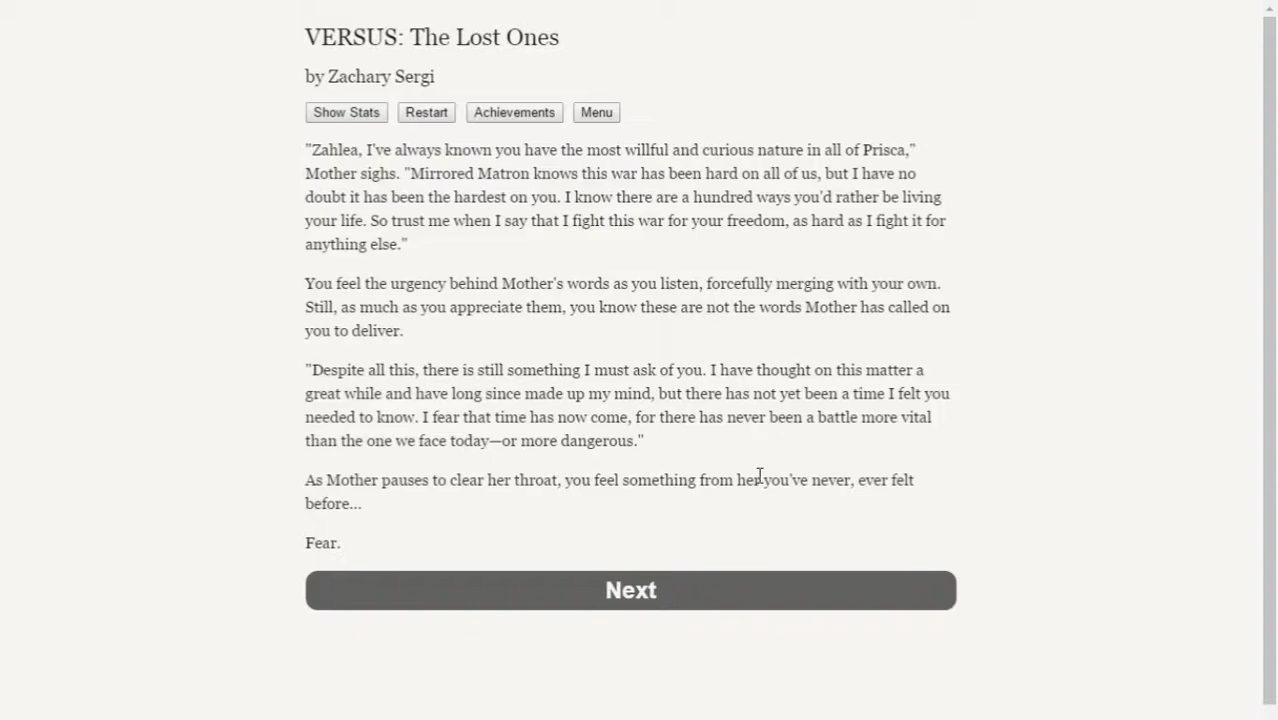 VERSUS: The Lost Ones
by Zachary Sergi
Show Stats Restart Achievements Menu
"Zahlea, I've always known you have the most willful and curious nature in all of Prisca,"
Mother sighs. "Mirrored Matron knows this war has been hard on all of us, but I have no
doubt it has been the hardest on you. I know there are a hundred ways you'd rather be living
your life. So trust me when I say that I fight this war for your freedom, as hard as I fight it for
anything else."
You feel the urgency behind Mother's words as you listen, forcefully merging with your own.
Still, as much as you appreciate them, you know these are not the words Mother has called on
you to deliver.
"Despite all this, there is still something I must ask of you. I have thought on this matter a
great while and have long since made up my mind, but there has not yet been a time I felt you
needed to know. I fear that time has now come, for there has never been a battle more vital
than the one we face today—or more dangerous."
As Mother pauses to clear her throat, you feel something from her you've never, ever felt
before...
Fear.
Next